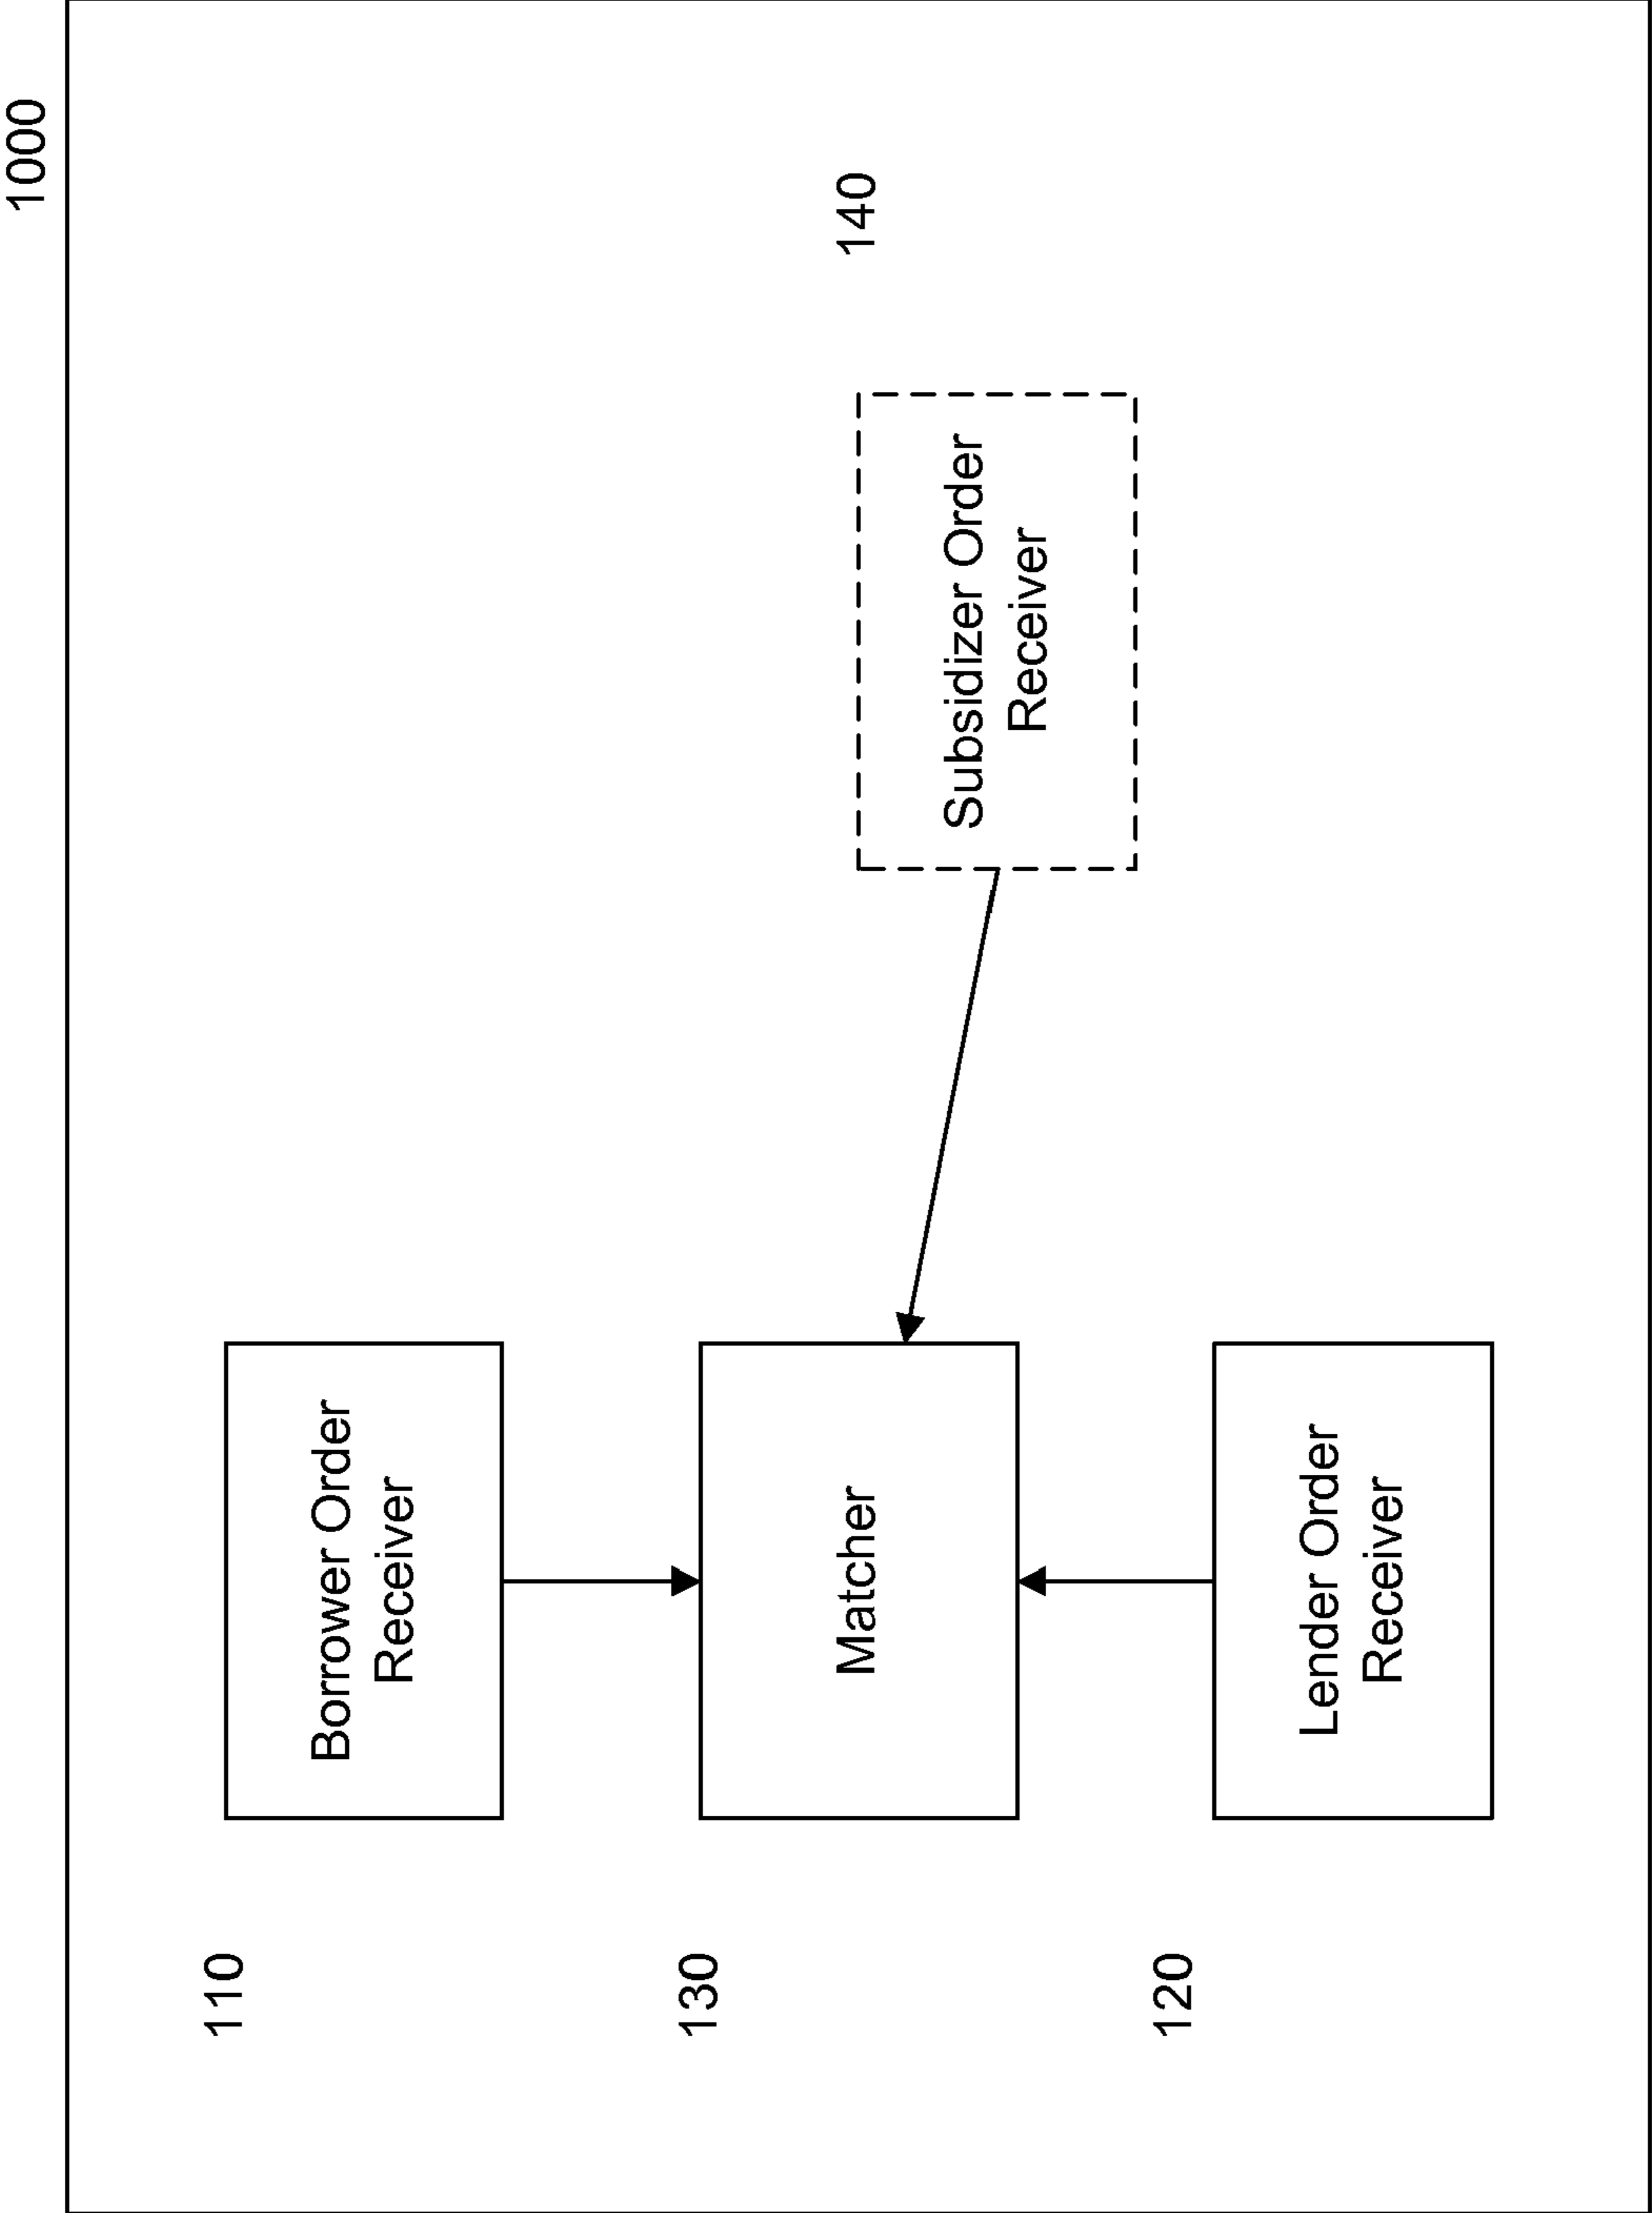 1000
110
Borrower Order
Receiver
130
Matcher
140
Subsidizer Order
Receiver
120
Lender Order
Receiver